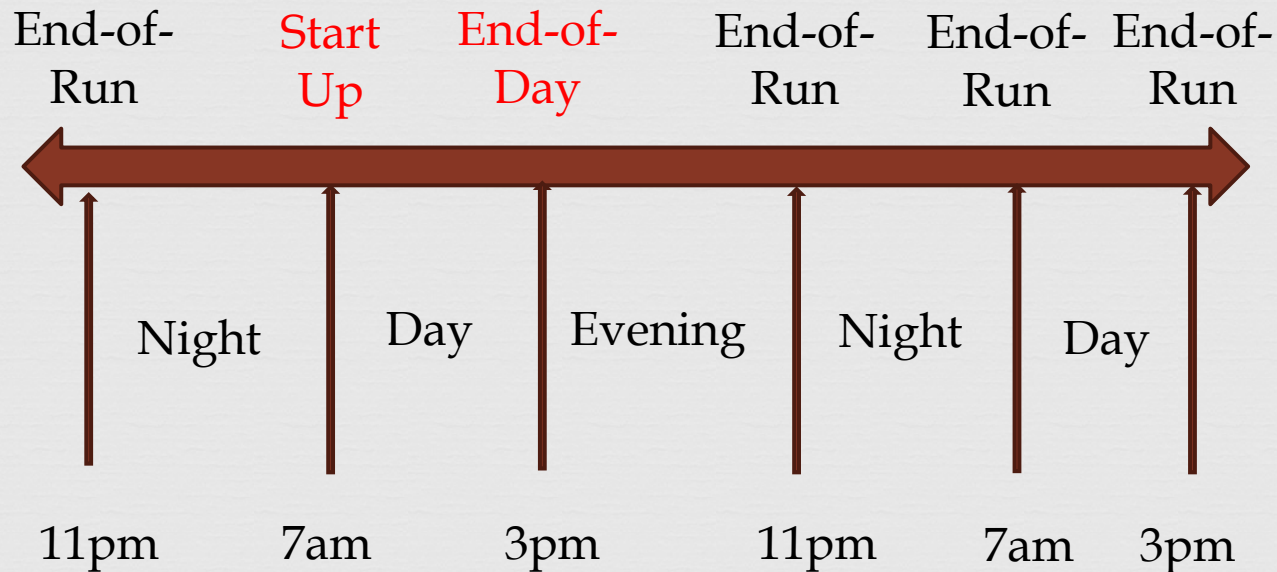 End-of- Start End-of- End-of- End-of- End-of-
Run Up Day Run Run Run
Night Day Evening Night Day
11pm 7am 3pm 11pm 7am 3pm